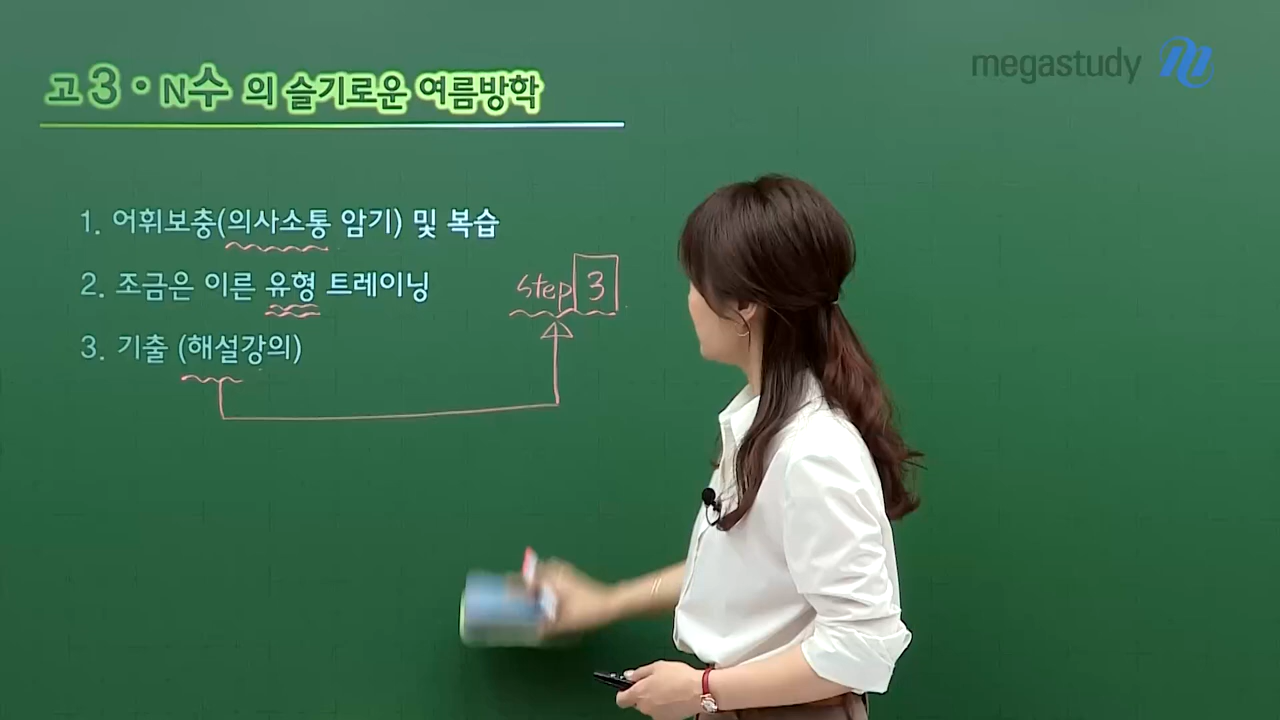 megastudy
고3·N수의 슬기로운 여름방학
1. 어휘보충(의사소통 암기) 및 복습
2. 조금은 이른 유형 트레이닝
step 3
3. 기출 (해설강의)